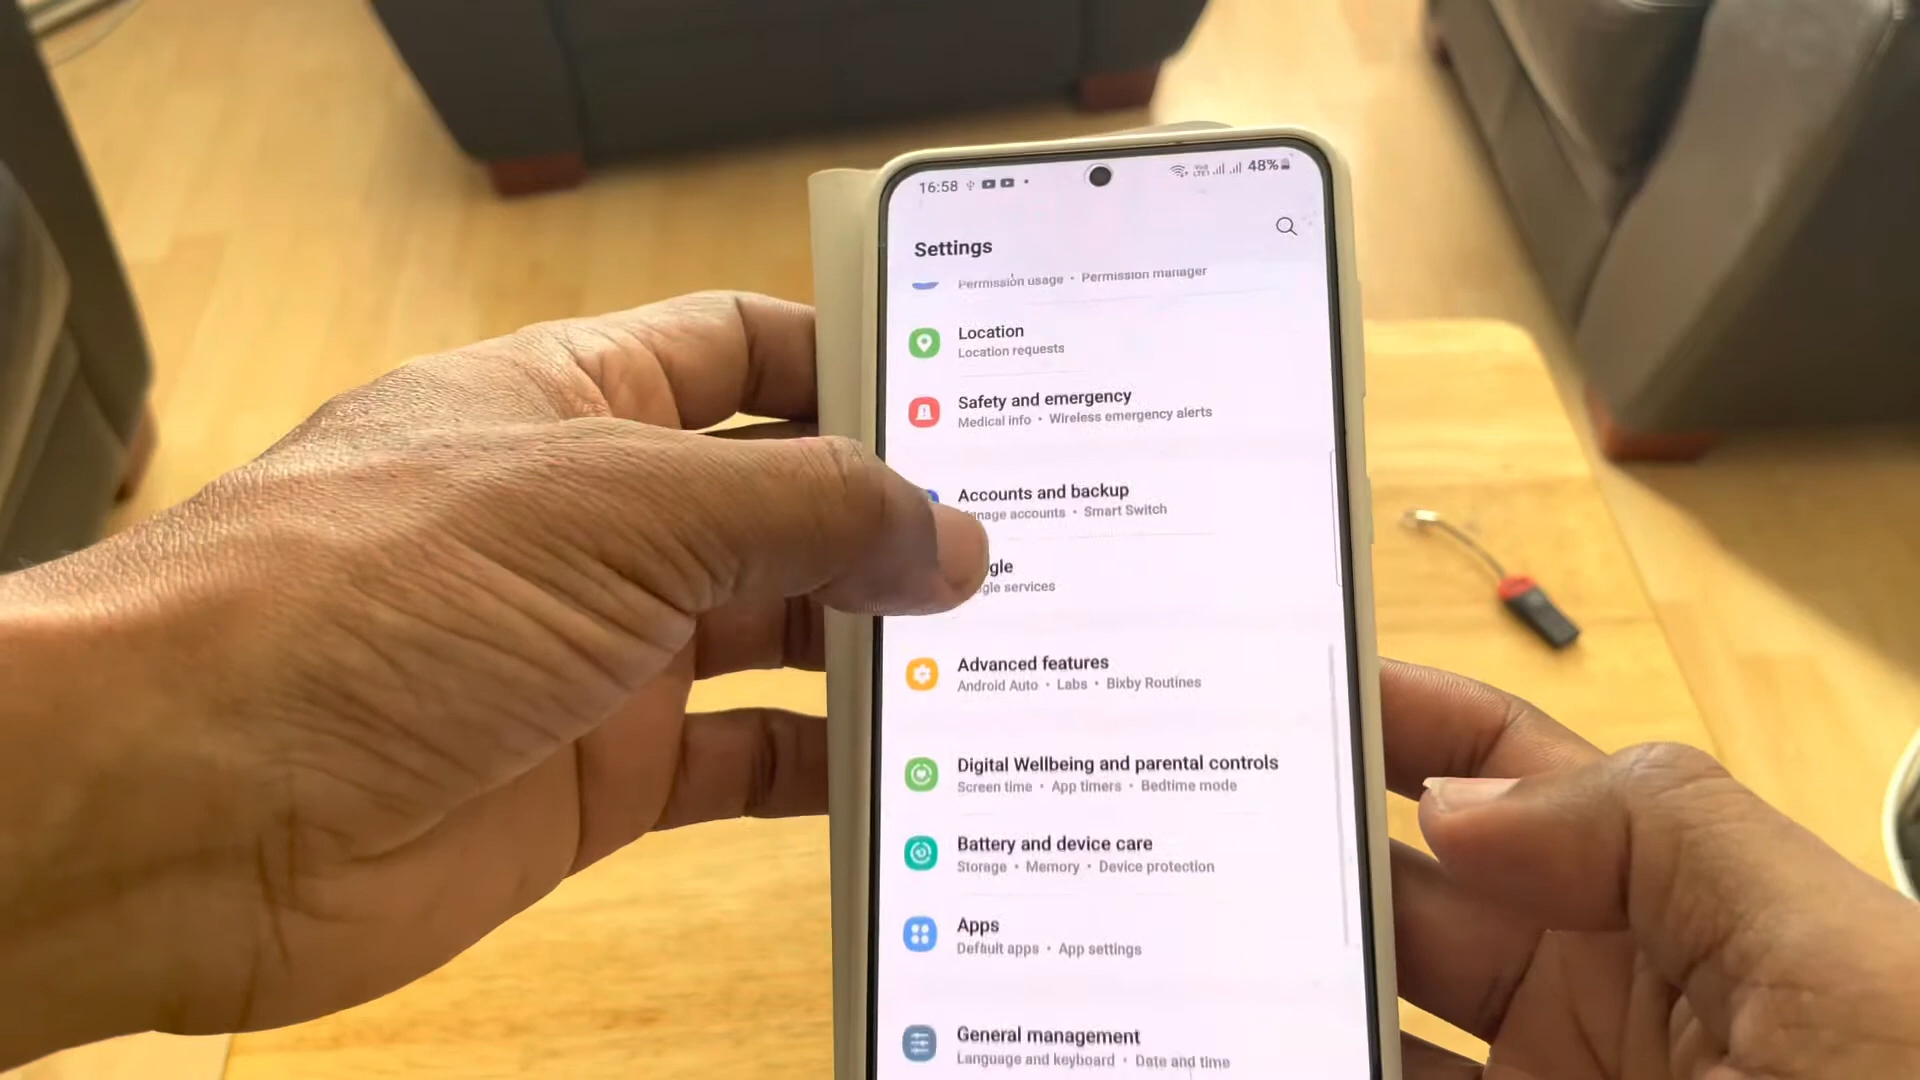 16:58 48%
Settings
Permission usage • Permission manager
Location
Location requests
Safety and emergency
Medical info • Wireless emergency alerts
Accounts and backup
nage accounts • Smart Switch
gle
gle services
Advanced features
Android Auto • Labs • Bixby Routines
Digital Wellbeing and parental controls
Screen time • App timers • Bedtime mode
Battery and device care
Storage • Memory • Device protection
Apps
Default apps • App settings
General management
Language and keyboard • Date and time